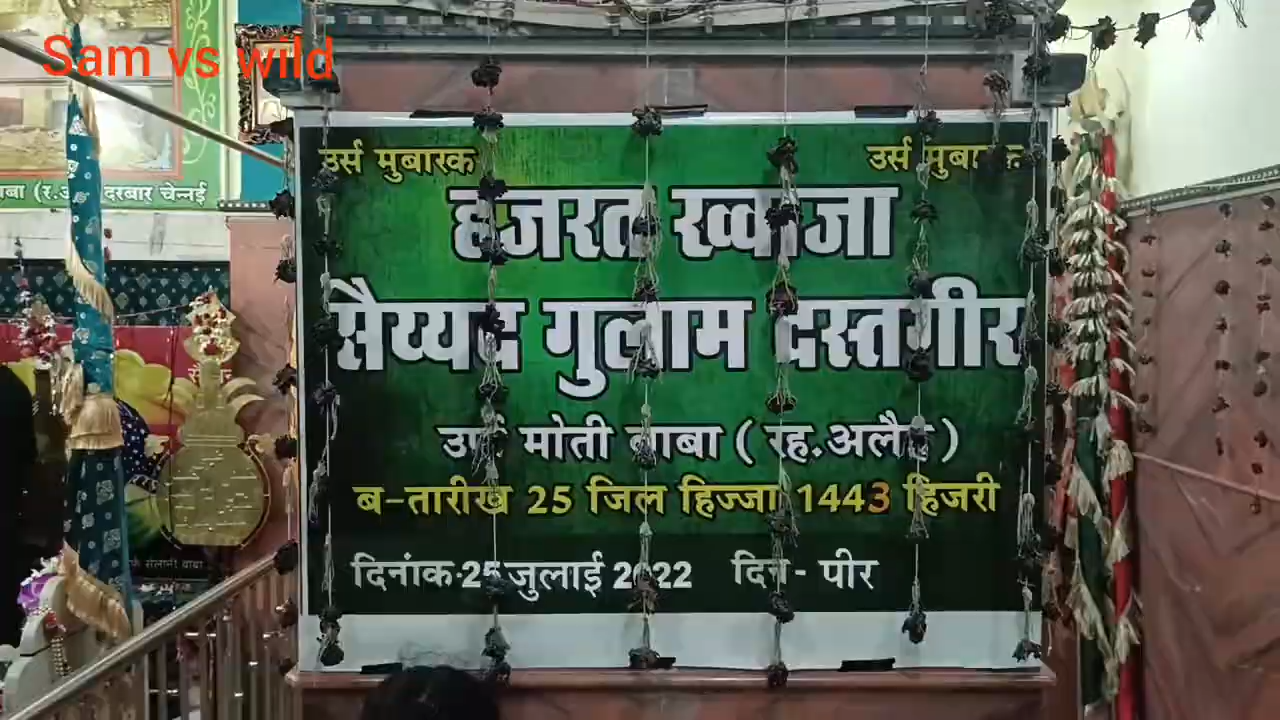 Sam vs wild
बाबा (र.अ.) दरबार चेन्नई
उर्स मुबारक
उर्स मुबारक
हजरत ख्वाजा
सैय्यद गुलाम दस्तगीर
उर्फ मोती बाबा ( रह.अलैह )
ब-तारीख 25 जिल हिज्जा 1443 हिजरी
दिनांक-25 जुलाई 2022 दिन - पीर
सैलानी बाबा